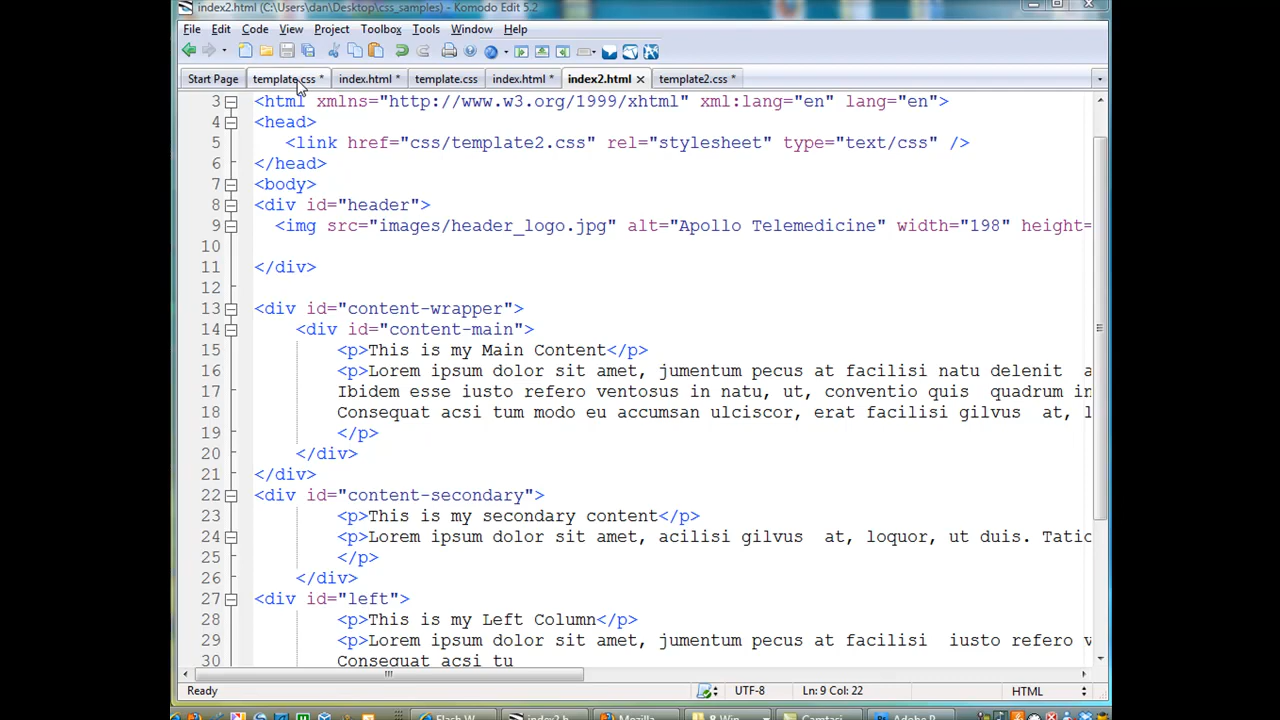 index2.html (C:\Users\dan\Desktop\css_samples) - Komodo Edit 5.2
File Edit Code View Project Toolbox Tools Window Help
Start Page template.css * index.html * template.css index.html * index2.html template2.css *
3 <html xmlns="http://www.w3.org/1999/xhtml" xml:lang="en" lang="en">
4 <head>
5 <link href="css/template2.css" rel="stylesheet" type="text/css" />
6 </head>
7 <body>
8 <div id="header">
9 <img src="images/header_logo.jpg" alt="Apollo Telemedicine" width="198" height=
10
11 </div>
12
13 <div id="content-wrapper">
14 <div id="content-main">
15 <p>This is my Main Content</p>
16 <p>Lorem ipsum dolor sit amet, jumentum pecus at facilisi natu delenit a
17 Ibidem esse iusto refero ventosus in natu, ut, conventio quis quadrum in
18 Consequat acsi tum modo eu accumsan ulciscor, erat facilisi gilvus at, l
19 </p>
20 </div>
21 </div>
22 <div id="content-secondary">
23 <p>This is my secondary content</p>
24 <p>Lorem ipsum dolor sit amet, acilisi gilvus at, loquor, ut duis. Tatio
25 </p>
26 </div>
27 <div id="left">
28 <p>This is my Left Column</p>
29 <p>Lorem ipsum dolor sit amet, jumentum pecus at facilisi iusto refero v
30 Consequat acsi tu
Ready UTF-8 Ln: 9 Col: 22 HTML
Flash W... index2.h... Mozilla 8 Win... Camtasi... Adobe P...